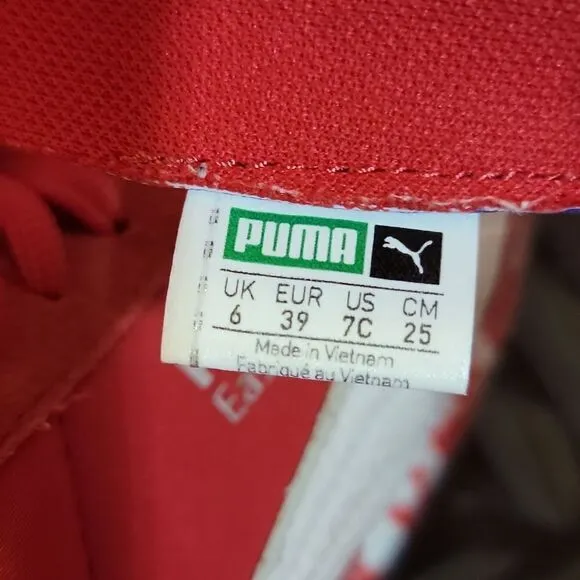 PUMA
UK EUR US CM
6 39 7C 25
Made in Vietnam
Fabriqué au Vietnam